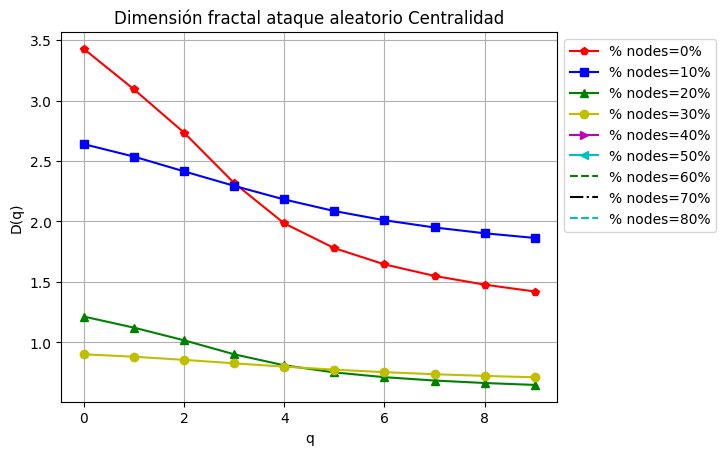 Dimensión fractal ataque aleatorio Centralidad
3.5
3.0
2.5
2.0
1.5
1.0
D(q)
0 2 4 6 8
q
% nodes=0%
% nodes=10%
% nodes=20%
% nodes=30%
% nodes=40%
% nodes=50%
% nodes=60%
% nodes=70%
% nodes=80%